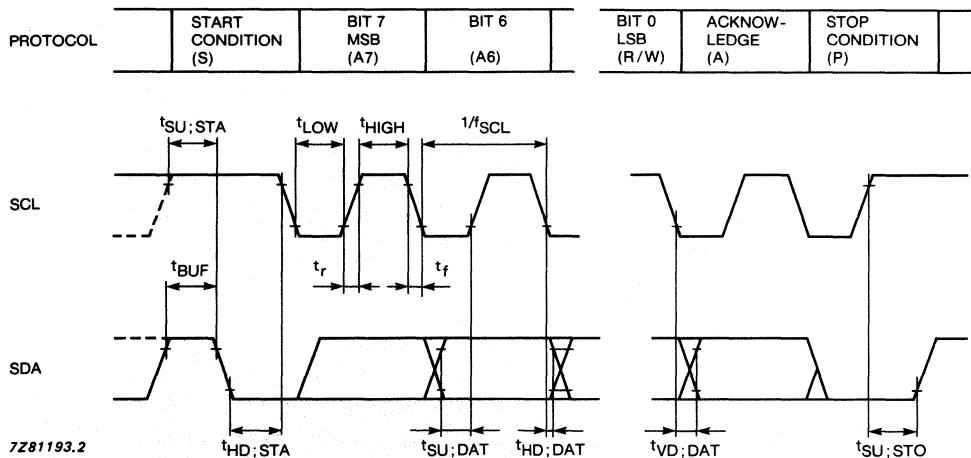 PROTOCOL
START CONDITION (S)
BIT 7 MSB (A7)
BIT 6 (A6)
BIT 0 LSB (R/W)
ACKNOW- LEDGE (A)
STOP CONDITION (P)
tSU;STA
tLOW
tHIGH
1/fSCL
SCL
tBUF
tr
tf
SDA
tHD;STA
tSU;DAT
tHD;DAT
tVD;DAT
tSU;STO
7Z81193.2